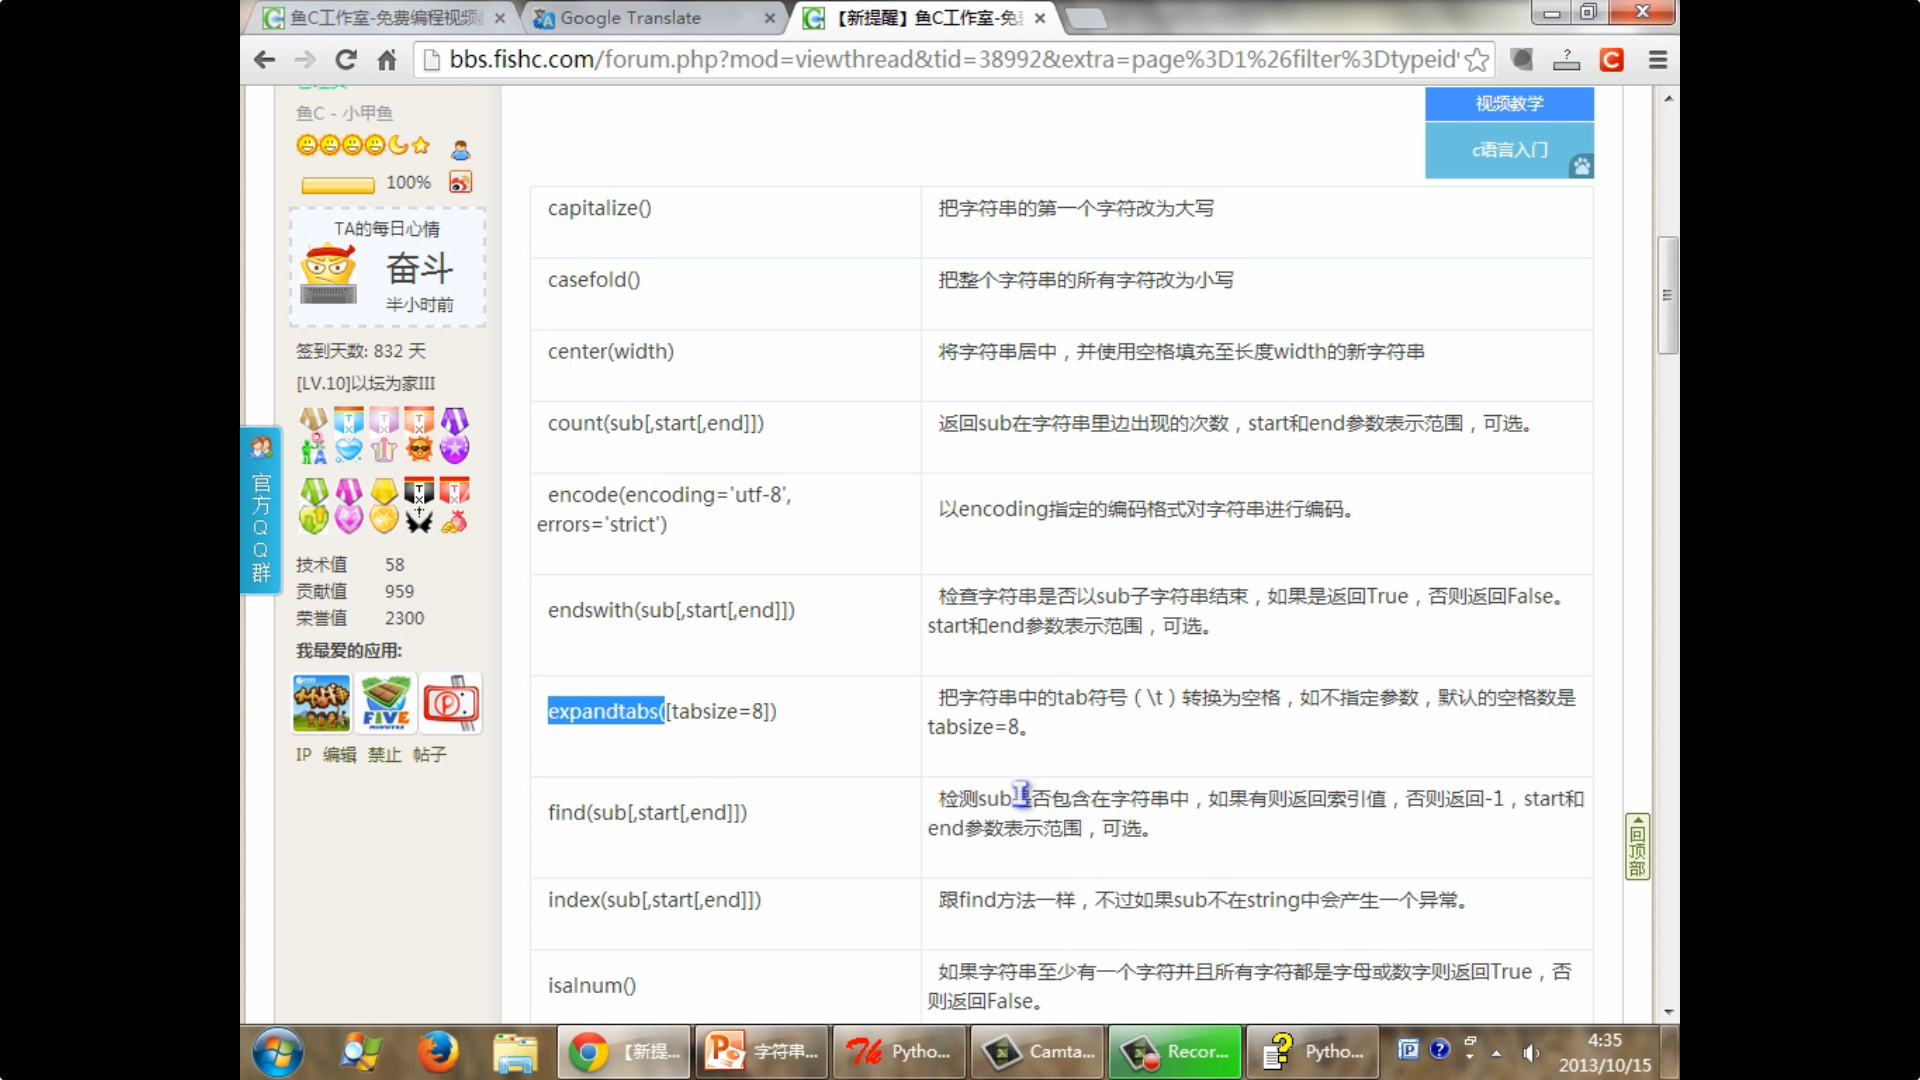 鱼C工作室-免费编程视频
Google Translate
【新提醒】鱼C工作室-免
bbs.fishc.com/forum.php?mod=viewthread&tid=38992&extra=page%3D1%26filter%3Dtypeid
鱼C - 小甲鱼
100%
TA的每日心情
奋斗
半小时前
签到天数: 832 天
[LV.10]以坛为家III
技术值 58
贡献值 959
荣誉值 2300
我最爱的应用:
FIVE
IP 编辑 禁止 帖子
官方QQ群
视频教学
c语言入门
capitalize() 把字符串的第一个字符改为大写
casefold() 把整个字符串的所有字符改为小写
center(width) 将字符串居中，并使用空格填充至长度width的新字符串
count(sub[,start[,end]]) 返回sub在字符串里边出现的次数，start和end参数表示范围，可选。
encode(encoding='utf-8',
errors='strict')
以encoding指定的编码格式对字符串进行编码。
endswith(sub[,start[,end]])
检查字符串是否以sub子字符串结束，如果是返回True，否则返回False。
start和end参数表示范围，可选。
expandtabs([tabsize=8])
把字符串中的tab符号（\t）转换为空格，如不指定参数，默认的空格数是
tabsize=8。
find(sub[,start[,end]])
检测sub是否包含在字符串中，如果有则返回索引值，否则返回-1，start和
end参数表示范围，可选。
index(sub[,start[,end]]) 跟find方法一样，不过如果sub不在string中会产生一个异常。
isalnum()
如果字符串至少有一个字符并且所有字符都是字母或数字则返回True，否
则返回False。
回顶部
【新提...
字符串...
Pytho...
Camta...
Recor...
Pytho...
4:35
2013/10/15